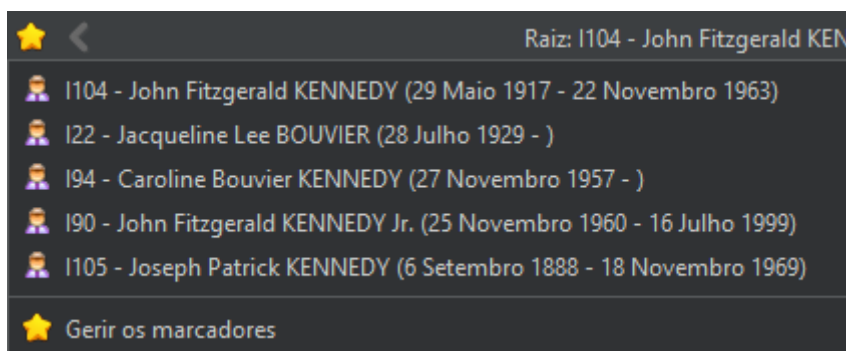 Raiz: I104 - John Fitzgerald KEN
I104 - John Fitzgerald KENNEDY (29 Maio 1917 - 22 Novembro 1963)
I22 - Jacqueline Lee BOUVIER (28 Julho 1929 - )
I94 - Caroline Bouvier KENNEDY (27 Novembro 1957 - )
I90 - John Fitzgerald KENNEDY Jr. (25 Novembro 1960 - 16 Julho 1999)
I105 - Joseph Patrick KENNEDY (6 Setembro 1888 - 18 Novembro 1969)
Gerir os marcadores